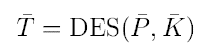 T̄ = DES(P̄, K̄)